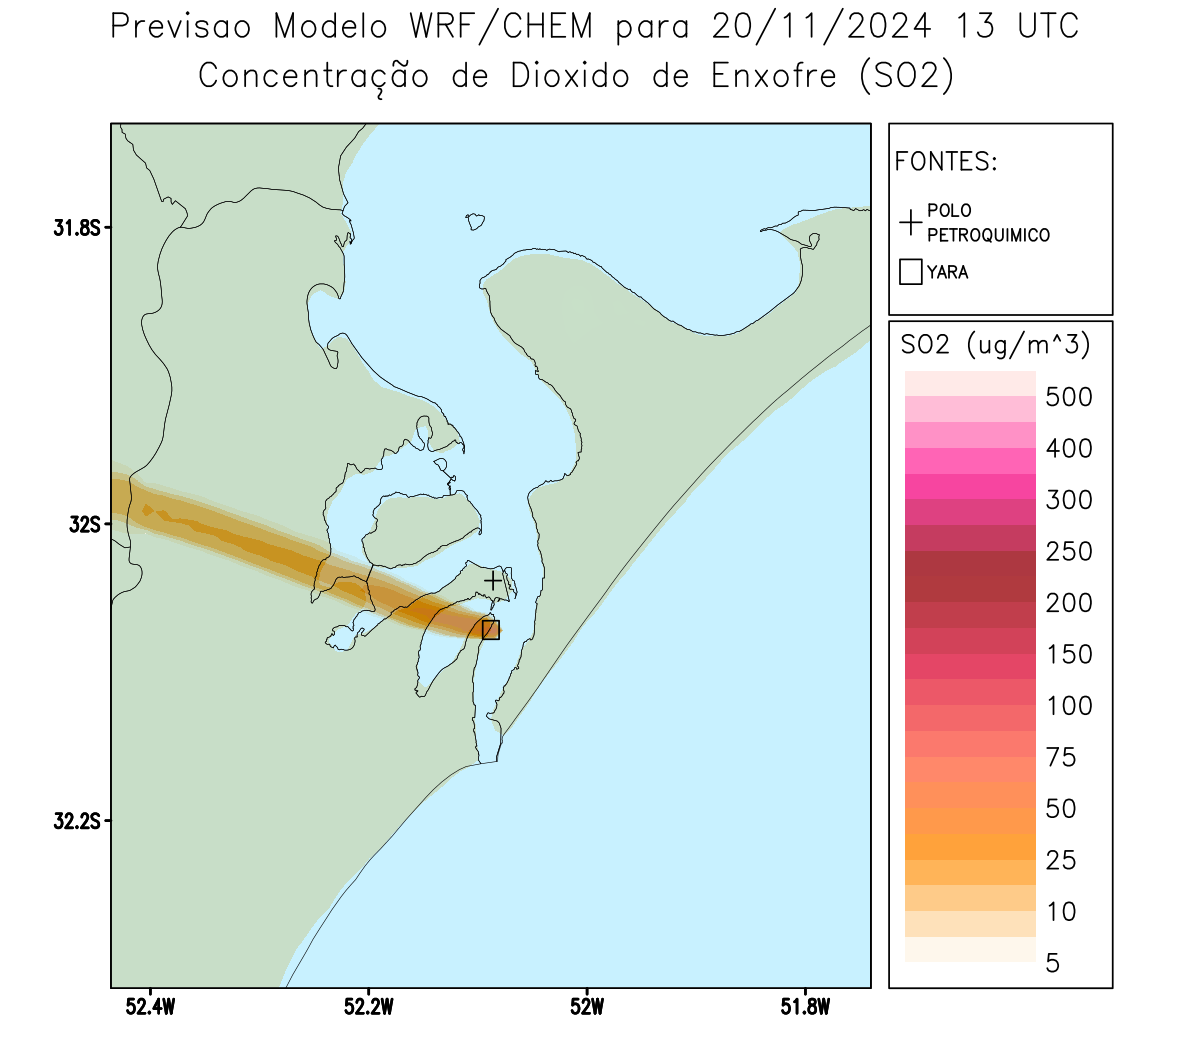 Previsao Modelo WRF/CHEM para 20/11/2024 13 UTC
Concentração de Dioxido de Enxofre (SO2)
FONTES:
POLO
PETROQUIMICO
YARA
31.8S
32S
32.2S
52.4W
52.2W
52W
51.8W
SO2 (ug/m^3)
500
400
300
250
200
150
100
75
50
25
10
5